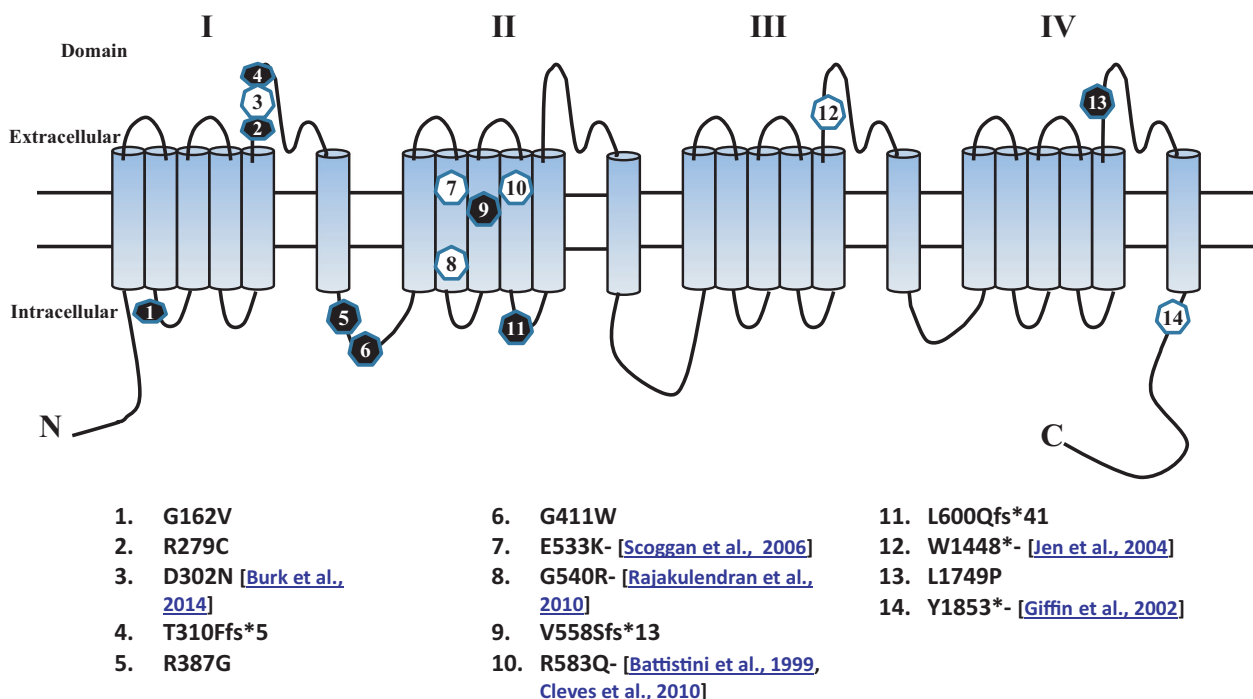 I II III IV
Domain
4
3
12
13
2
Extracellular
7 10
9
8
Intracellular
1
5
14
11
6
N
C
1. G162V
2. R279C
3. D302N [Burk et al.,
2014]
4. T310Ffs*5
5. R387G
6. G411W
7. E533K- [Scoggan et al., 2006]
8. G540R- [Rajakulendran et al.,
2010]
9. V558Sfs*13
10. R583Q- [Battistini et al., 1999,
Cleves et al., 2010]
11. L600Qfs*41
12. W1448*- [Jen et al., 2004]
13. L1749P
14. Y1853*- [Giffin et al., 2002]